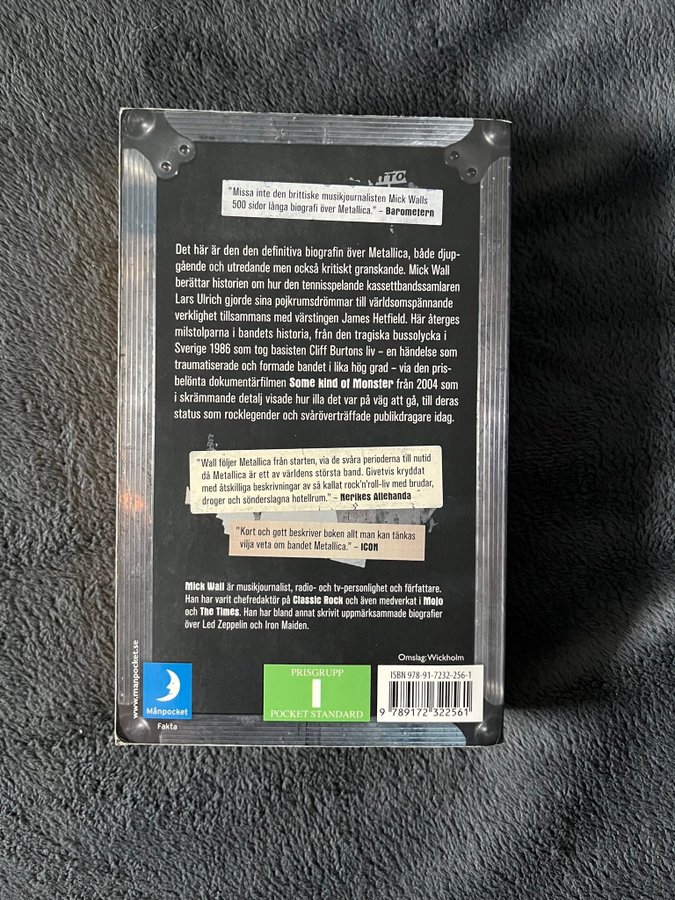 TTO
"Missa inte den brittiske musikjournalisten Mick Walls
500 sidor långa biografi över Metallica." – Barometern
Det här är den den definitiva biografin över Metallica, både djup-
gående och utredande men också kritiskt granskande. Mick Wall
berättar historien om hur den tennisspelande kassettbandssamlaren
Lars Ulrich gjorde sina pojkrumsdrömmar till världsomspännande
verklighet tillsammans med värstingen James Hetfield. Här återges
milstolparna i bandets historia, från den tragiska bussolycka i
Sverige 1986 som tog basisten Cliff Burtons liv – en händelse som
traumatiserade och formade bandet i lika hög grad – via den pris-
belönta dokumentärfilmen Some kind of Monster från 2004 som
i skrämmande detalj visade hur illa det var på väg att gå, till deras
status som rocklegender och svåröverträffade publikdragare idag.
"Wall följer Metallica från starten, via de svåra perioderna till nutid
då Metallica är ett av världens största band. Givetvis kryddat
med åtskilliga beskrivningar av så kallat rock'n'roll-liv med brudar,
droger och sönderslagna hotellrum." – Nerikes Allehanda
"Kort och gott beskriver boken allt man kan tänkas
vilja veta om bandet Metallica." – ICON
Mick Wall är musikjournalist, radio- och tv-personlighet och författare.
Han har varit chefredaktör på Classic Rock och även medverkat i Mojo
och The Times. Han har bland annat skrivit uppmärksammade biografier
över Led Zeppelin och Iron Maiden.
Omslag: Wickholm
www.manpocket.se
Månpocket
Fakta
PRISGRUPP
1
POCKET STANDARD
ISBN 978-91-7232-256-1
9 789172 322561